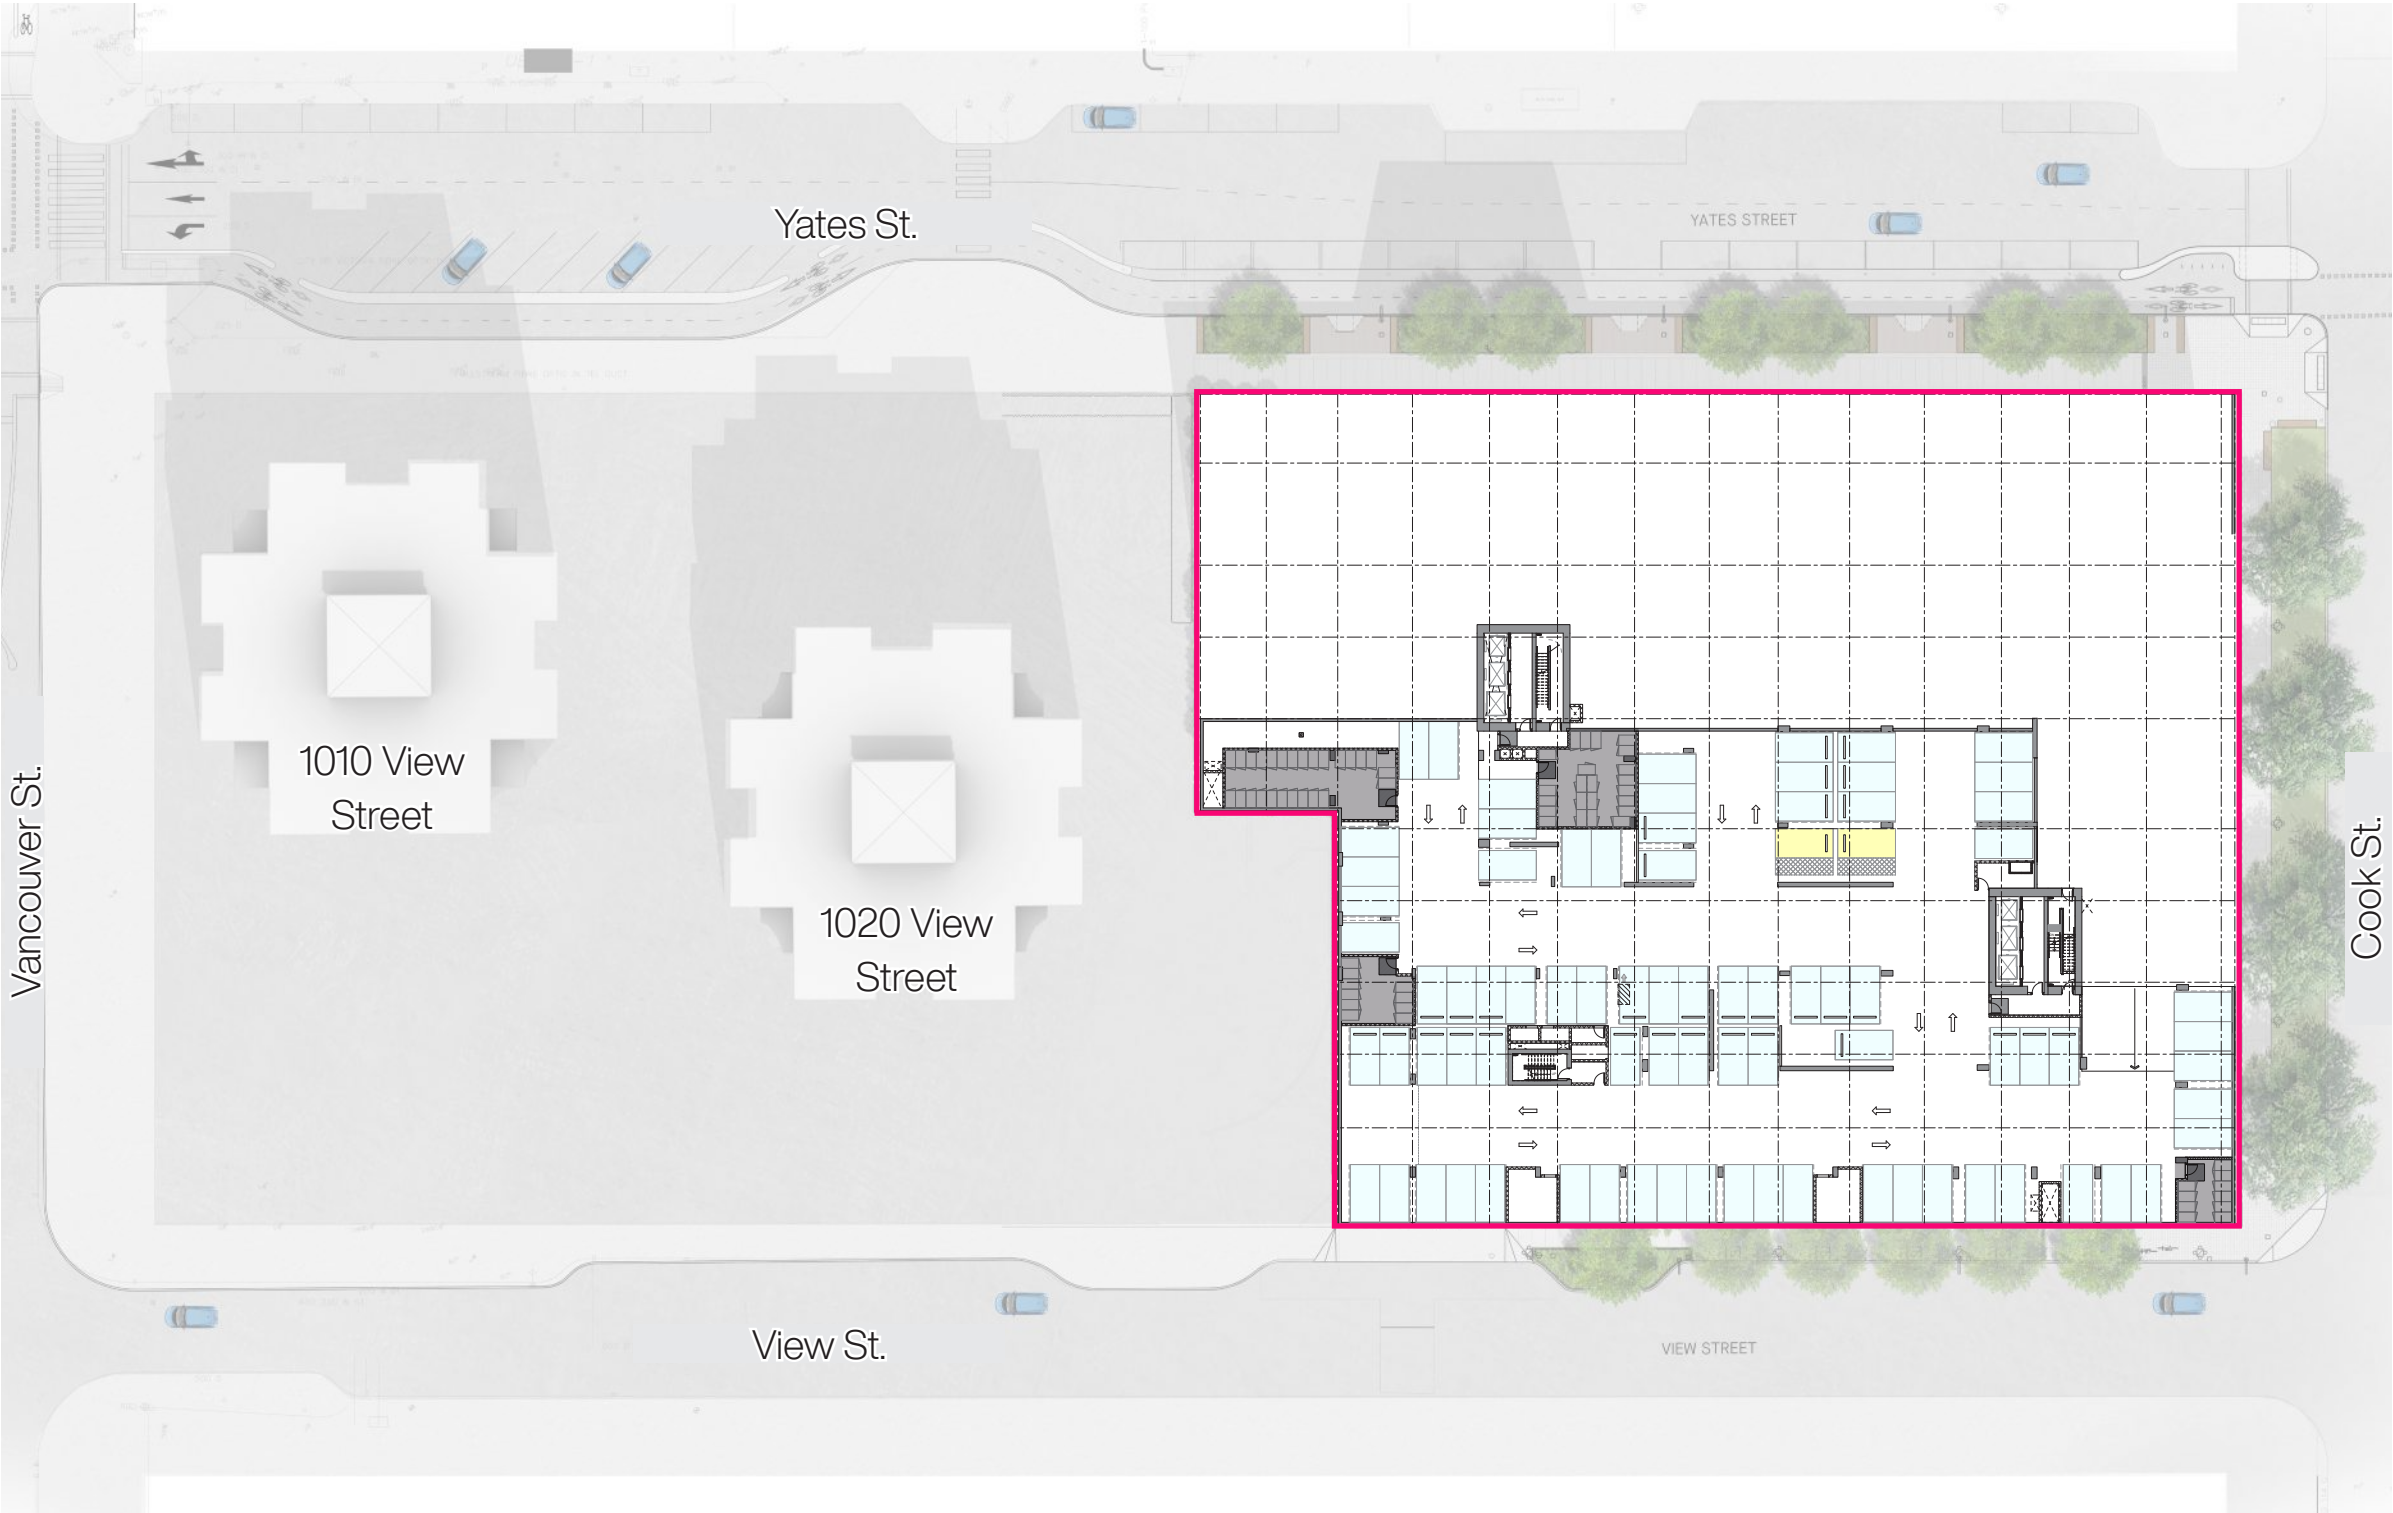 Yates St.
YATES STREET
1010 View
Street
1020 View
Street
Vancouver St.
Cook St.
View St.
VIEW STREET